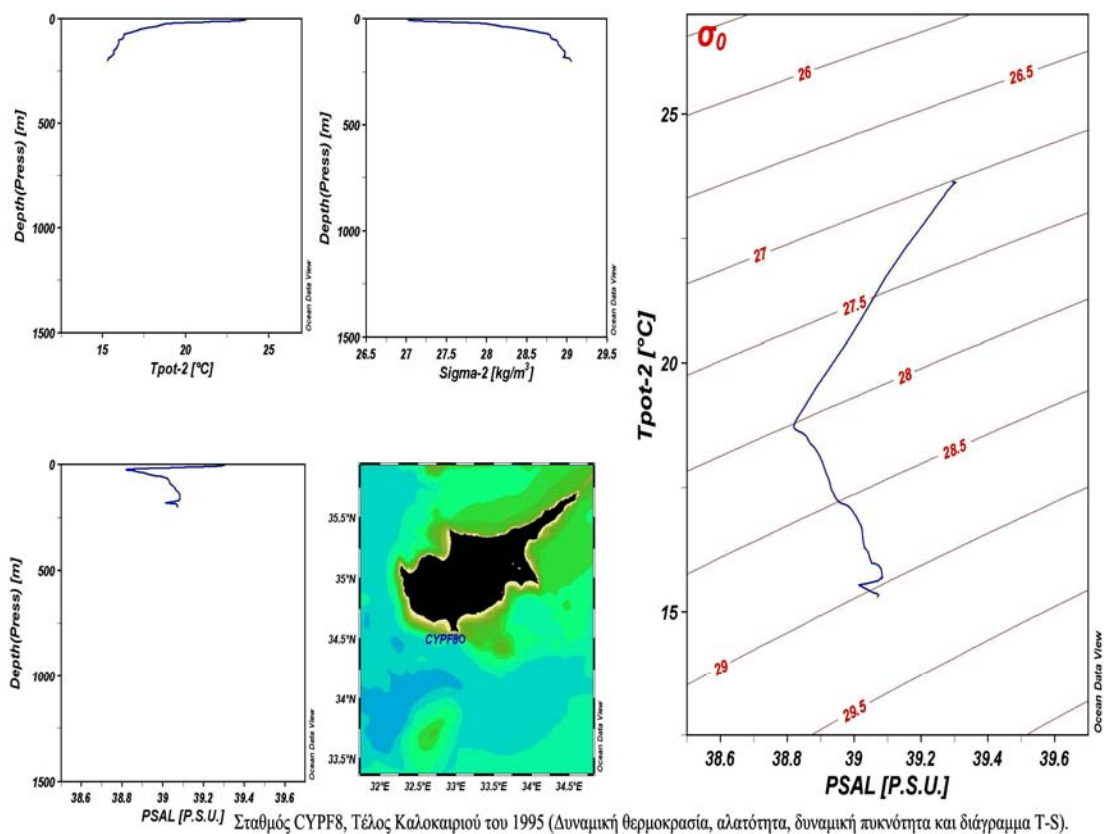 0
500
1000
1500
Depth(Press) [m]
15
20
25
Tpot-2 [°C]
Ocean Data View
0
500
1000
1500
Depth(Press) [m]
26.5
27
27.5
28
28.5
29
29.5
Sigma-2 [kg/m³]
Ocean Data View
σ0
26
26.5
27
27.5
28
28.5
29
29.5
25
20
15
Tpot-2 [°C]
38.6
38.8
39
39.2
39.4
39.6
PSAL [P.S.U.]
Ocean Data View
0
500
1000
1500
Depth(Press) [m]
38.6
38.8
39
39.2
39.4
39.6
PSAL [P.S.U.]
Ocean Data View
35.5°N
35°N
34.5°N
34°N
33.5°N
CYPF8O
32°E
32.5°E
33°E
33.5°E
34°E
34.5°E
Ocean Data View
Σταθμός CYPF8, Τέλος Καλοκαιριού του 1995 (Δυναμική θερμοκρασία, αλατότητα, δυναμική πυκνότητα και διάγραμμα T-S).